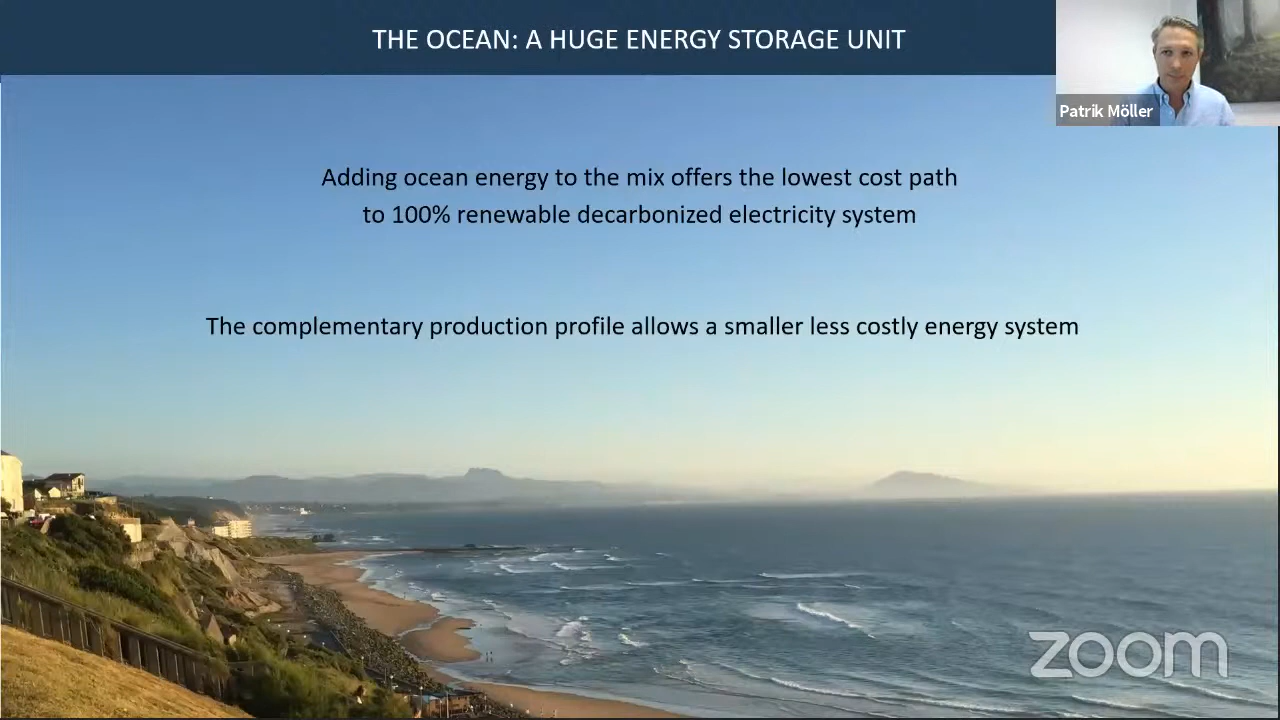 THE OCEAN: A HUGE ENERGY STORAGE UNIT
Patrik Möller
Adding ocean energy to the mix offers the lowest cost path
to 100% renewable decarbonized electricity system
The complementary production profile allows a smaller less costly energy system
zoom